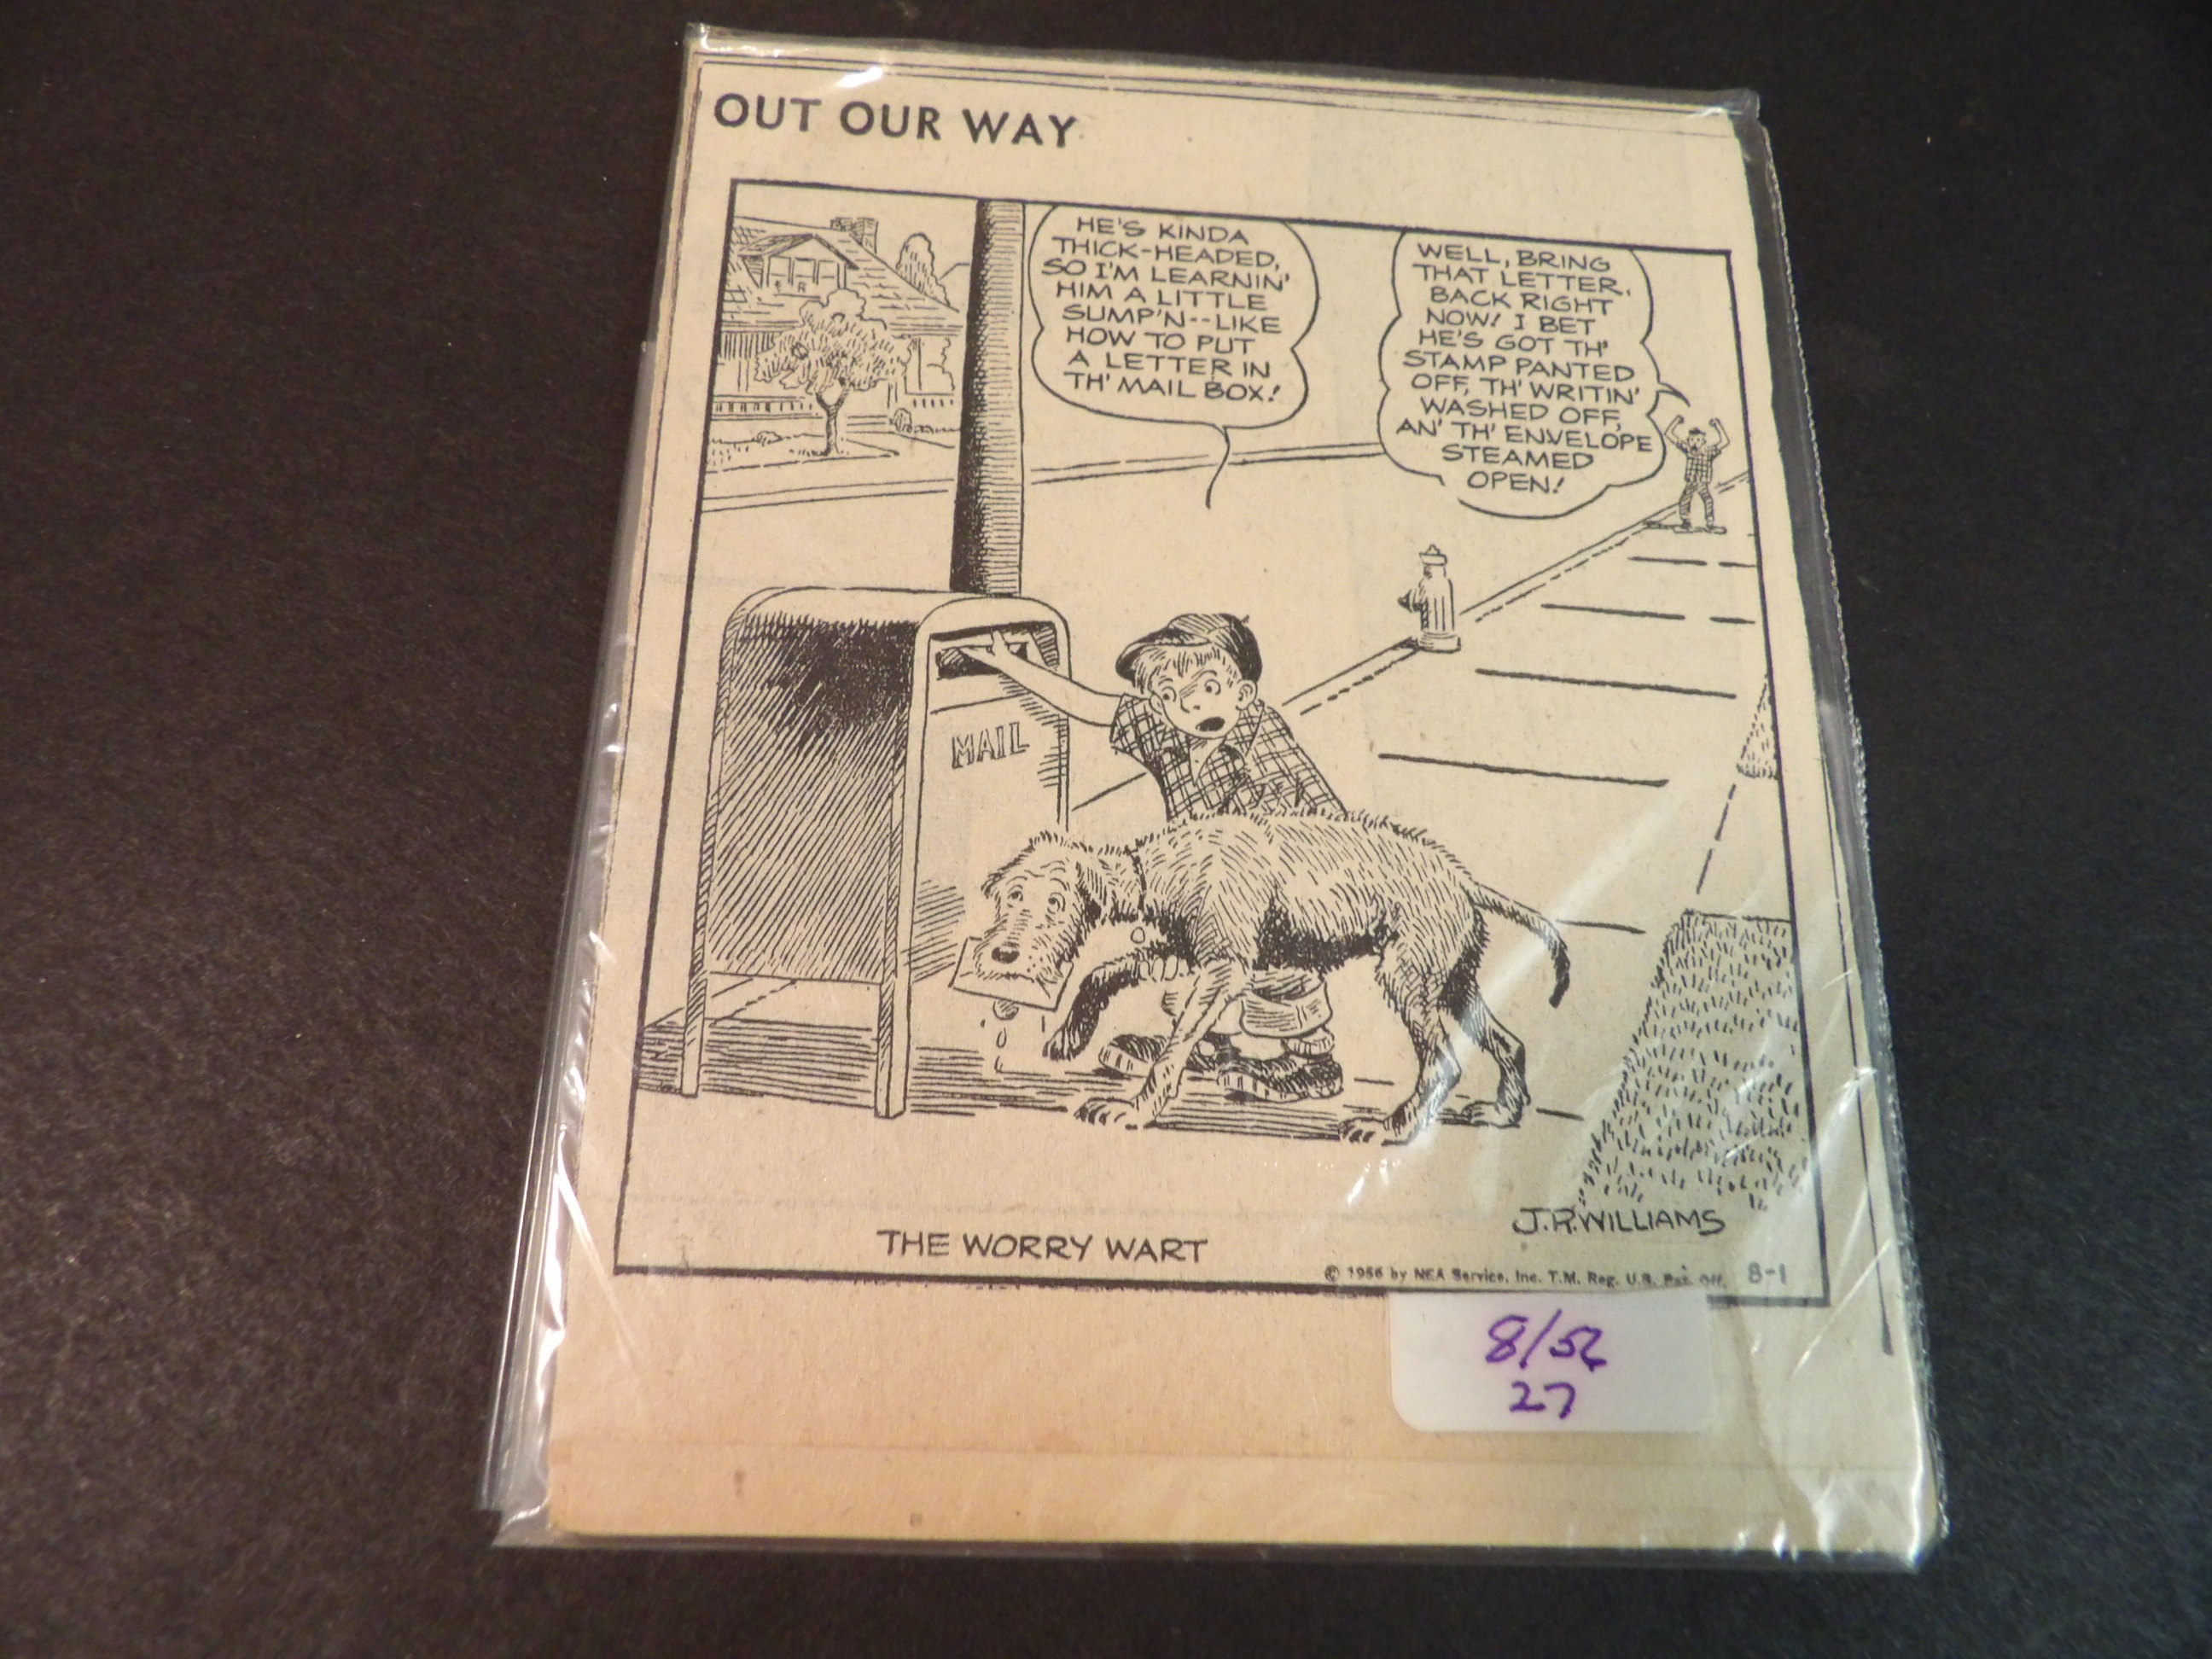 OUT OUR WAY
HE'S KINDA
THICK-HEADED,
SO I'M LEARNIN'
HIM A LITTLE
SUMP'N--LIKE
HOW TO PUT
A LETTER IN
TH' MAIL BOX!
WELL, BRING
THAT LETTER
BACK RIGHT
NOW! I BET
HE'S GOT TH'
STAMP PANTED
OFF, TH' WRITIN'
WASHED OFF,
AN' TH' ENVELOPE
STEAMED
OPEN!
MAIL
J.R.WILLIAMS
THE WORRY WART
© 1956 by NEA Service, Inc. T.M. Reg. U.S. Pat. Off. 8-1
8/56
27